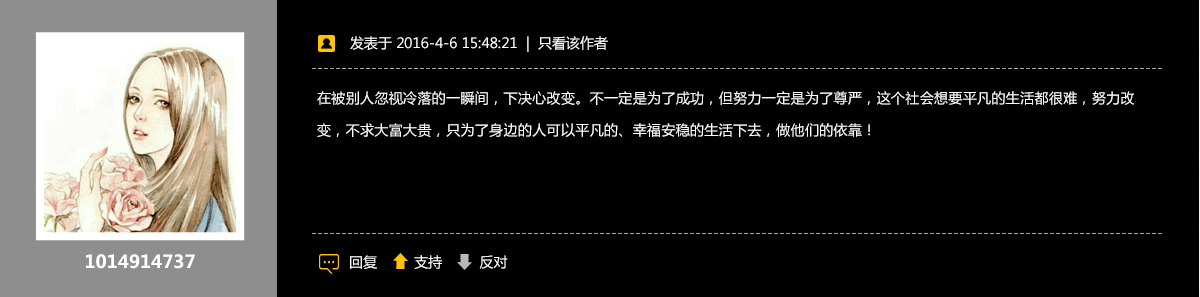 发表于 2016-4-6 15:48:21 | 只看该作者
在被别人忽视冷落的一瞬间，下决心改变。不一定是为了成功，但努力一定是为了尊严，这个社会想要平凡的生活都很难，努力改
变，不求大富大贵，只为了身边的人可以平凡的、幸福安稳的生活下去，做他们的依靠！
1014914737
回复 支持 反对